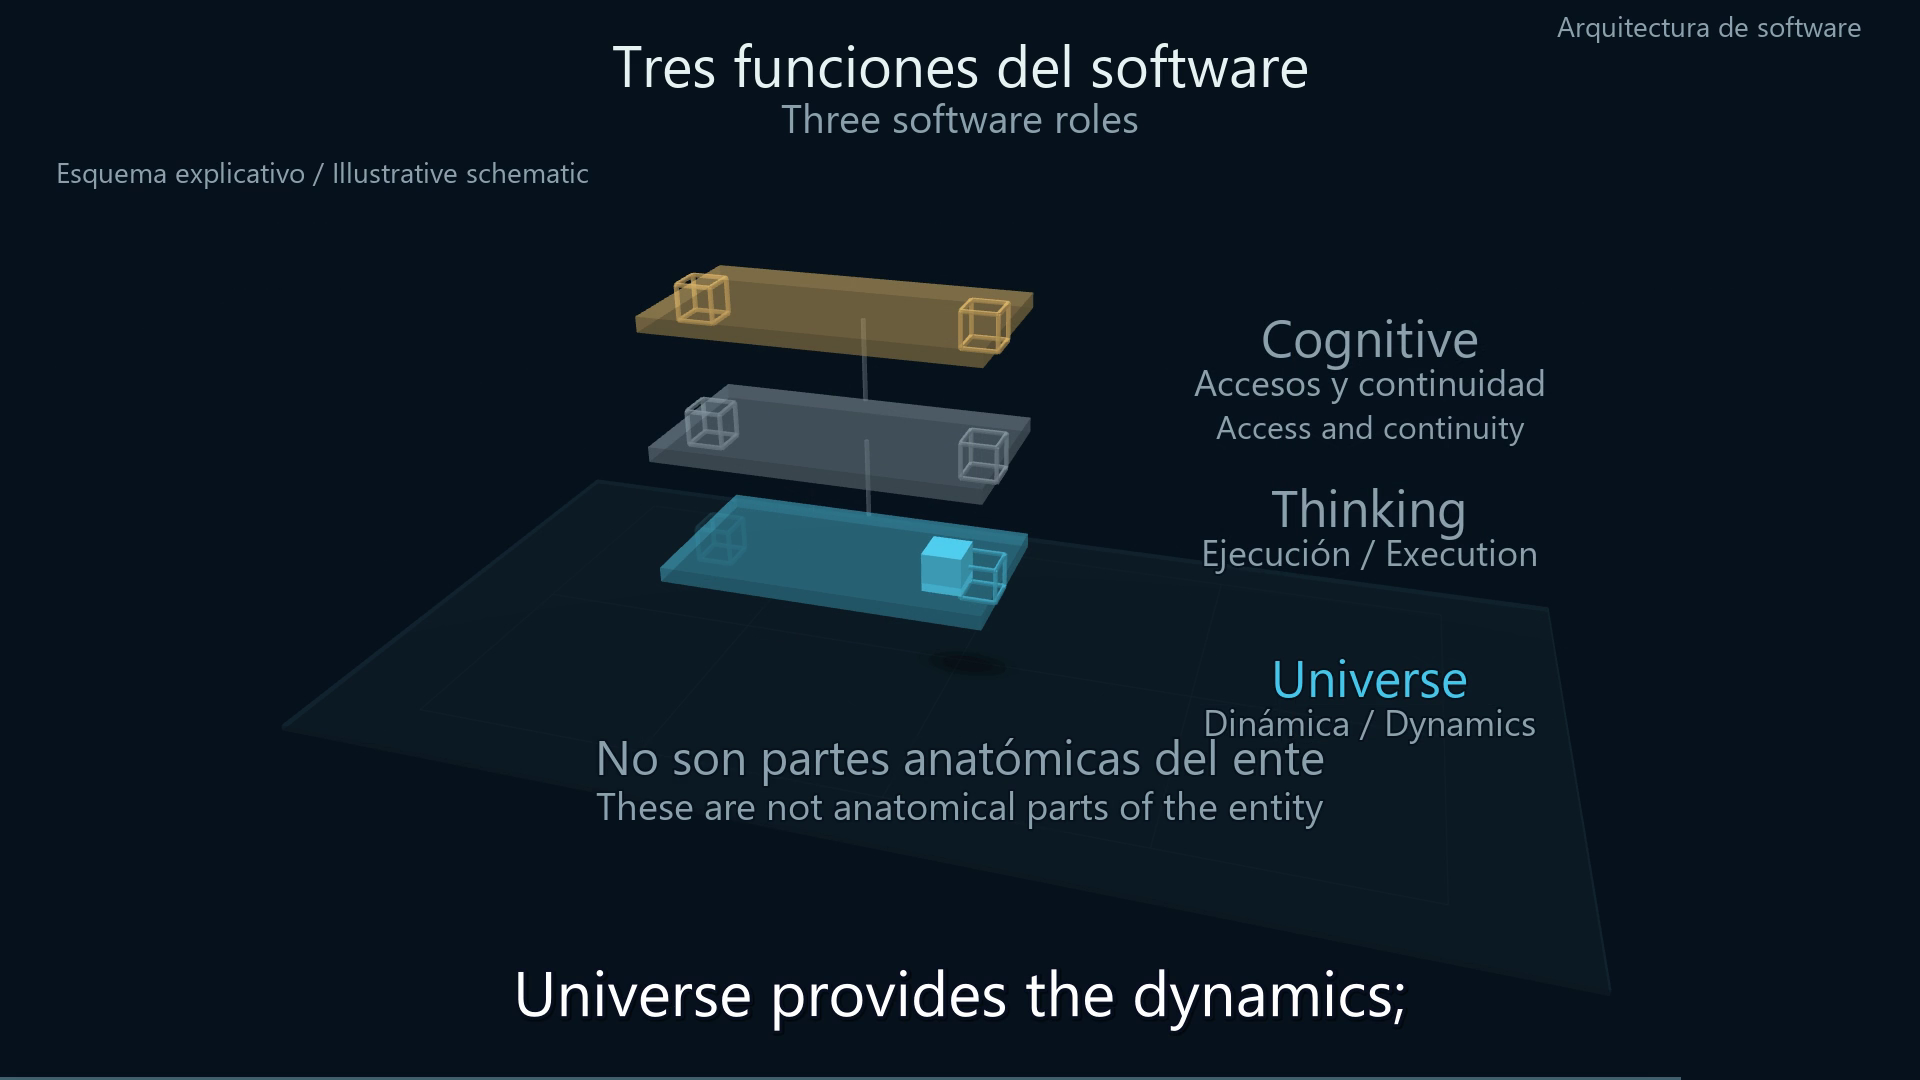 Arquitectura de software
Tres funciones del software
Three software roles
Esquema explicativo / Illustrative schematic
Cognitive
Accesos y continuidad
Access and continuity
Thinking
Ejecución / Execution
Universe
Dinámica / Dynamics
No son partes anatómicas del ente
These are not anatomical parts of the entity
Universe provides the dynamics;